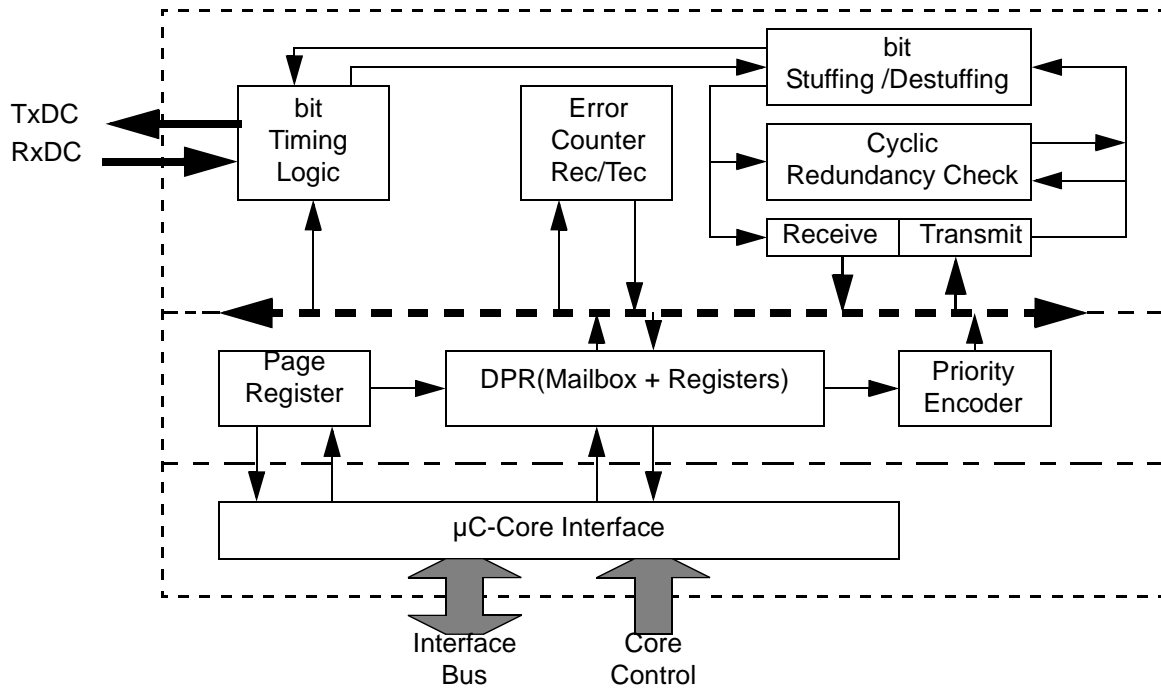 TxDC
RxDC
bit
Timing
Logic
Error
Counter
Rec/Tec
bit
Stuffing /Destuffing
Cyclic
Redundancy Check
Receive
Transmit
Page
Register
DPR(Mailbox + Registers)
Priority
Encoder
µC-Core Interface
Interface
Bus
Core
Control